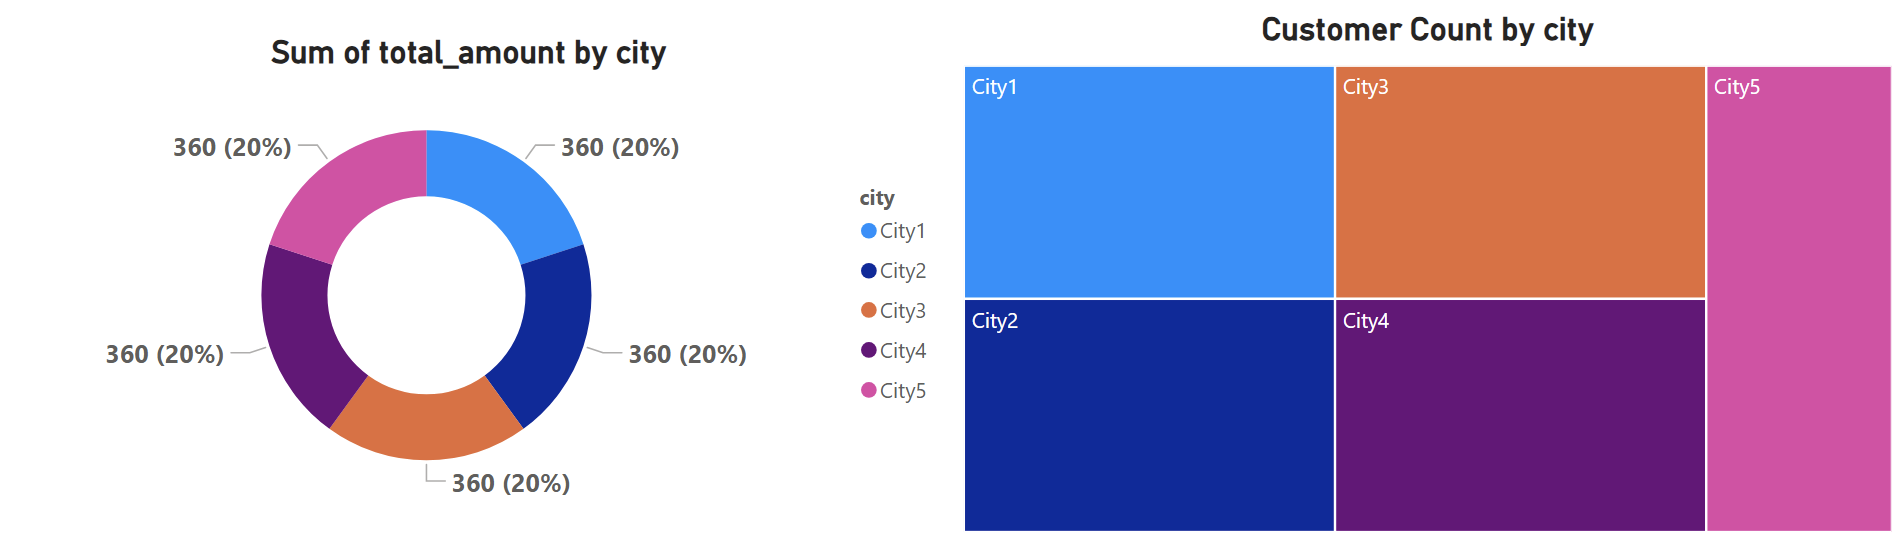 Sum of total_amount by city
360 (20%)
360 (20%)
360 (20%)
360 (20%)
360 (20%)
city
City1
City2
City3
City4
City5
Customer Count by city
City1
City3
City5
City2
City4